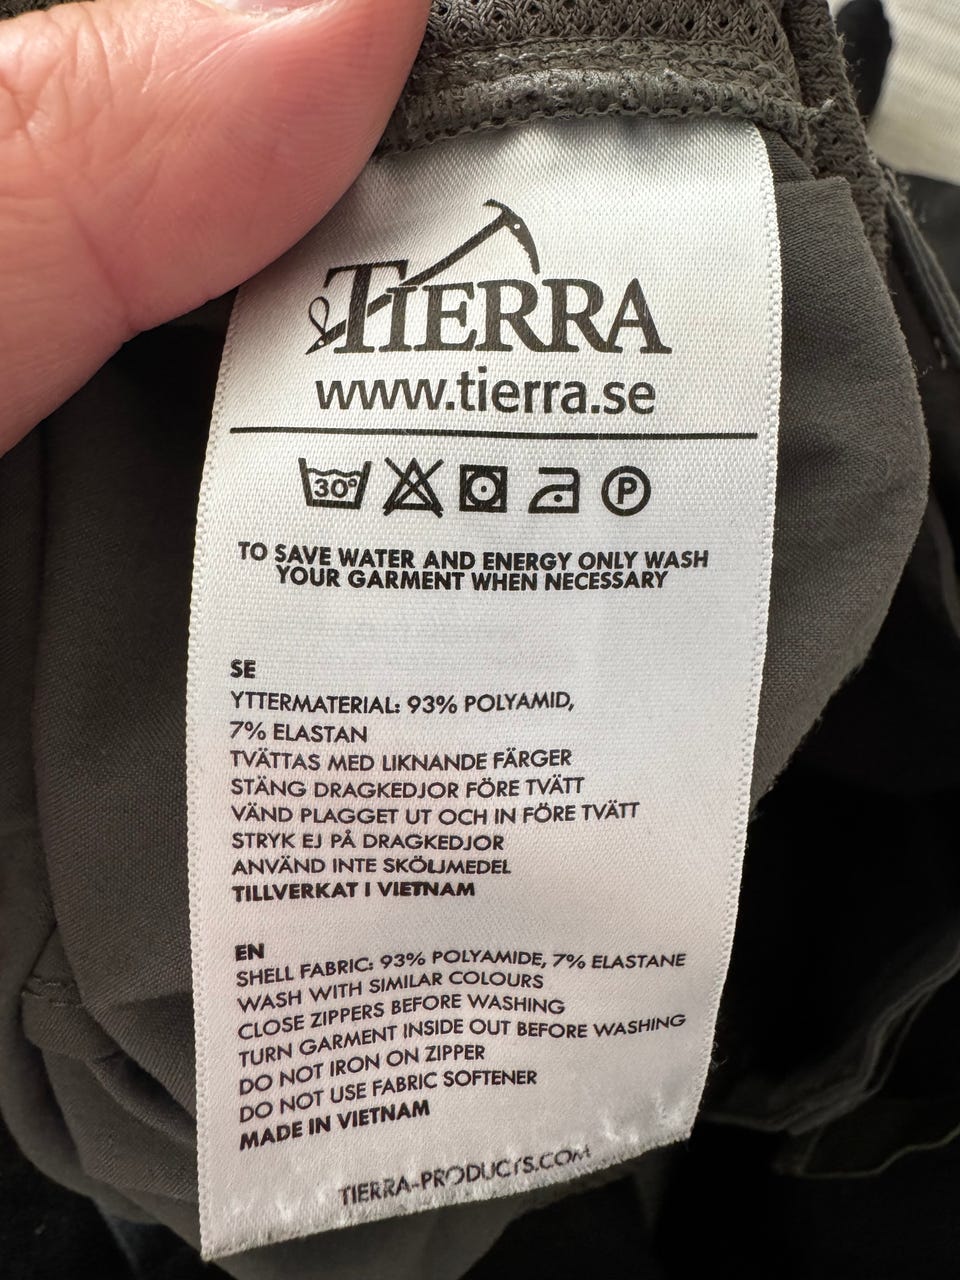 TIERRA
www.tierra.se
30°
P
TO SAVE WATER AND ENERGY ONLY WASH
YOUR GARMENT WHEN NECESSARY
SE
YTTERMATERIAL: 93% POLYAMID,
7% ELASTAN
TVÄTTAS MED LIKNANDE FÄRGER
STÄNG DRAGKEDJOR FÖRE TVÄTT
VÄND PLAGGET UT OCH IN FÖRE TVÄTT
STRYK EJ PÅ DRAGKEDJOR
ANVÄND INTE SKÖLJMEDEL
TILLVERKAT I VIETNAM
EN
SHELL FABRIC: 93% POLYAMIDE, 7% ELASTANE
WASH WITH SIMILAR COLOURS
CLOSE ZIPPERS BEFORE WASHING
TURN GARMENT INSIDE OUT BEFORE WASHING
DO NOT IRON ON ZIPPER
DO NOT USE FABRIC SOFTENER
MADE IN VIETNAM
TIERRA-PRODUCTS.COM